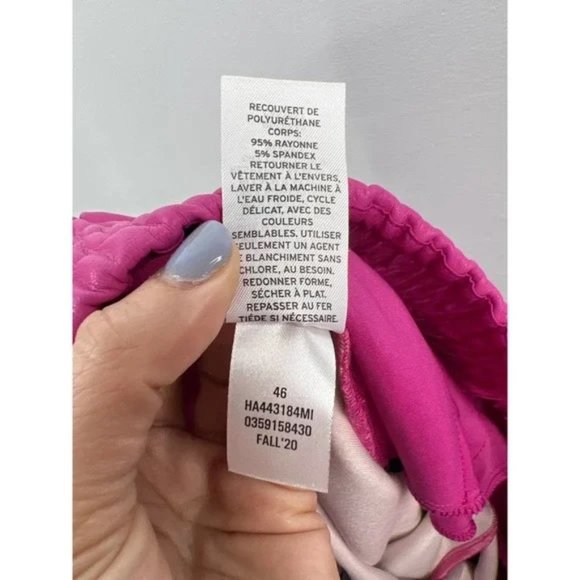 RECOUVERT DE
POLYURÉTHANE
CORPS:
95% RAYONNE
5% SPANDEX
RETOURNER LE
VÊTEMENT À L'ENVERS,
LAVER À LA MACHINE À
L'EAU FROIDE, CYCLE
DÉLICAT, AVEC DES
COULEURS
SEMBLABLES. UTILISER
SEULEMENT UN AGENT
DE BLANCHIMENT SANS
CHLORE, AU BESOIN.
REDONNER FORME,
SÉCHER À PLAT.
REPASSER AU FER
TIÉDE SI NÉCESSAIRE.
46
HA443184MI
0359158430
FALL'20